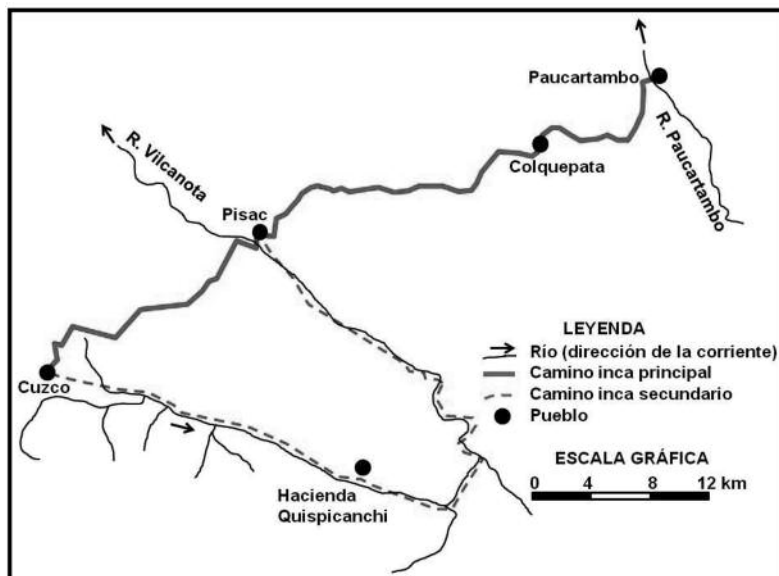 Paucartambo
R. Paucartambo
Colquepata
R. Vilcanota
Pisac
Cuzco
Hacienda
Quispicanchi
LEYENDA
Río (dirección de la corriente)
Camino inca principal
Camino inca secundario
Pueblo
ESCALA GRÁFICA
0 4 8 12 km